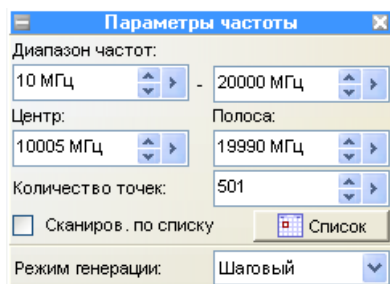 Параметры частоты
Диапазон частот:
10 МГц - 20000 МГц
Центр: Полоса:
10005 МГц 19990 МГц
Количество точек: 501
Сканиров. по списку Список
Режим генерации: Шаговый